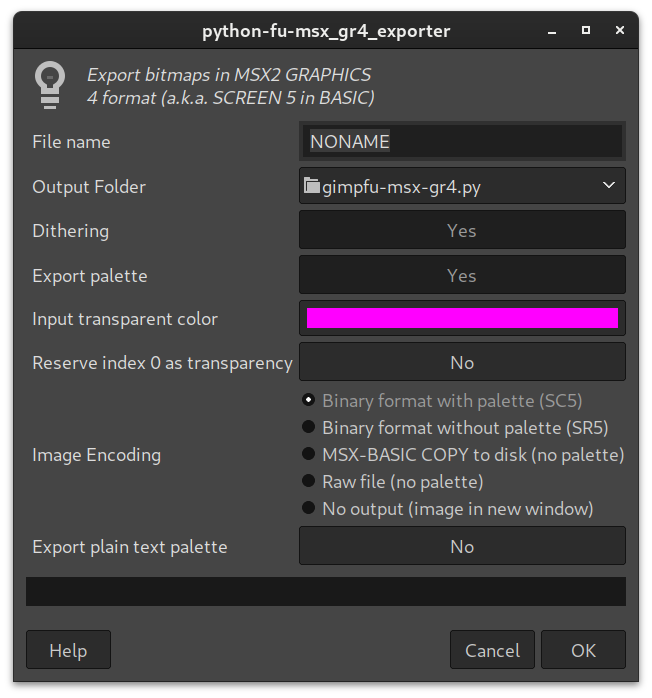 python-fu-msx_gr4_exporter
Export bitmaps in MSX2 GRAPHICS
4 format (a.k.a. SCREEN 5 in BASIC)
File name NONAME
Output Folder gimpfu-msx-gr4.py
Dithering Yes
Export palette Yes
Input transparent color
Reserve index 0 as transparency No
Image Encoding
Binary format with palette (SC5)
Binary format without palette (SR5)
MSX-BASIC COPY to disk (no palette)
Raw file (no palette)
No output (image in new window)
Export plain text palette No
Help Cancel OK